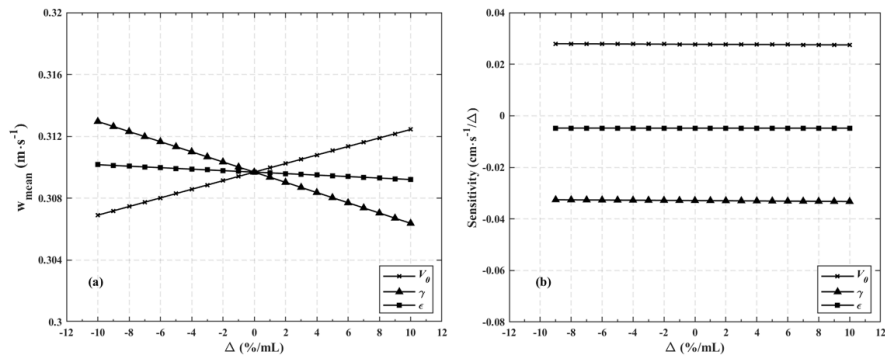 0.32
0.316
0.312
0.308
0.304
0.3
w_mean (m·s⁻¹)
(a)
V₀
γ
ϵ
-12 -10 -8 -6 -4 -2 0 2 4 6 8 10 12
△ (%/mL)
0.04
0.02
0
-0.02
-0.04
-0.06
-0.08
Sensitivity (cm·s⁻¹/△)
(b)
V₀
γ
ϵ
-12 -10 -8 -6 -4 -2 0 2 4 6 8 10 12
△ (%/mL)